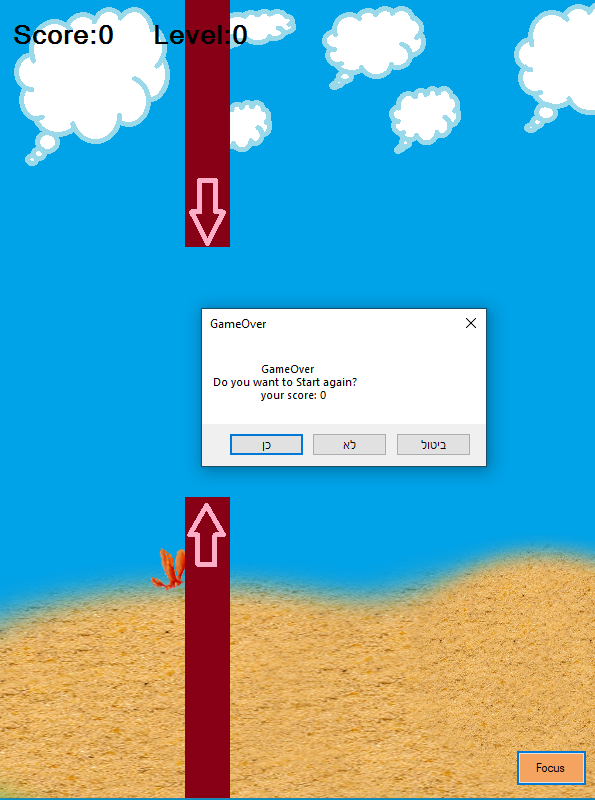 Score:0 Level:0
GameOver
GameOver
Do you want to Start again?
your score: 0
כן לא ביטול
Focus